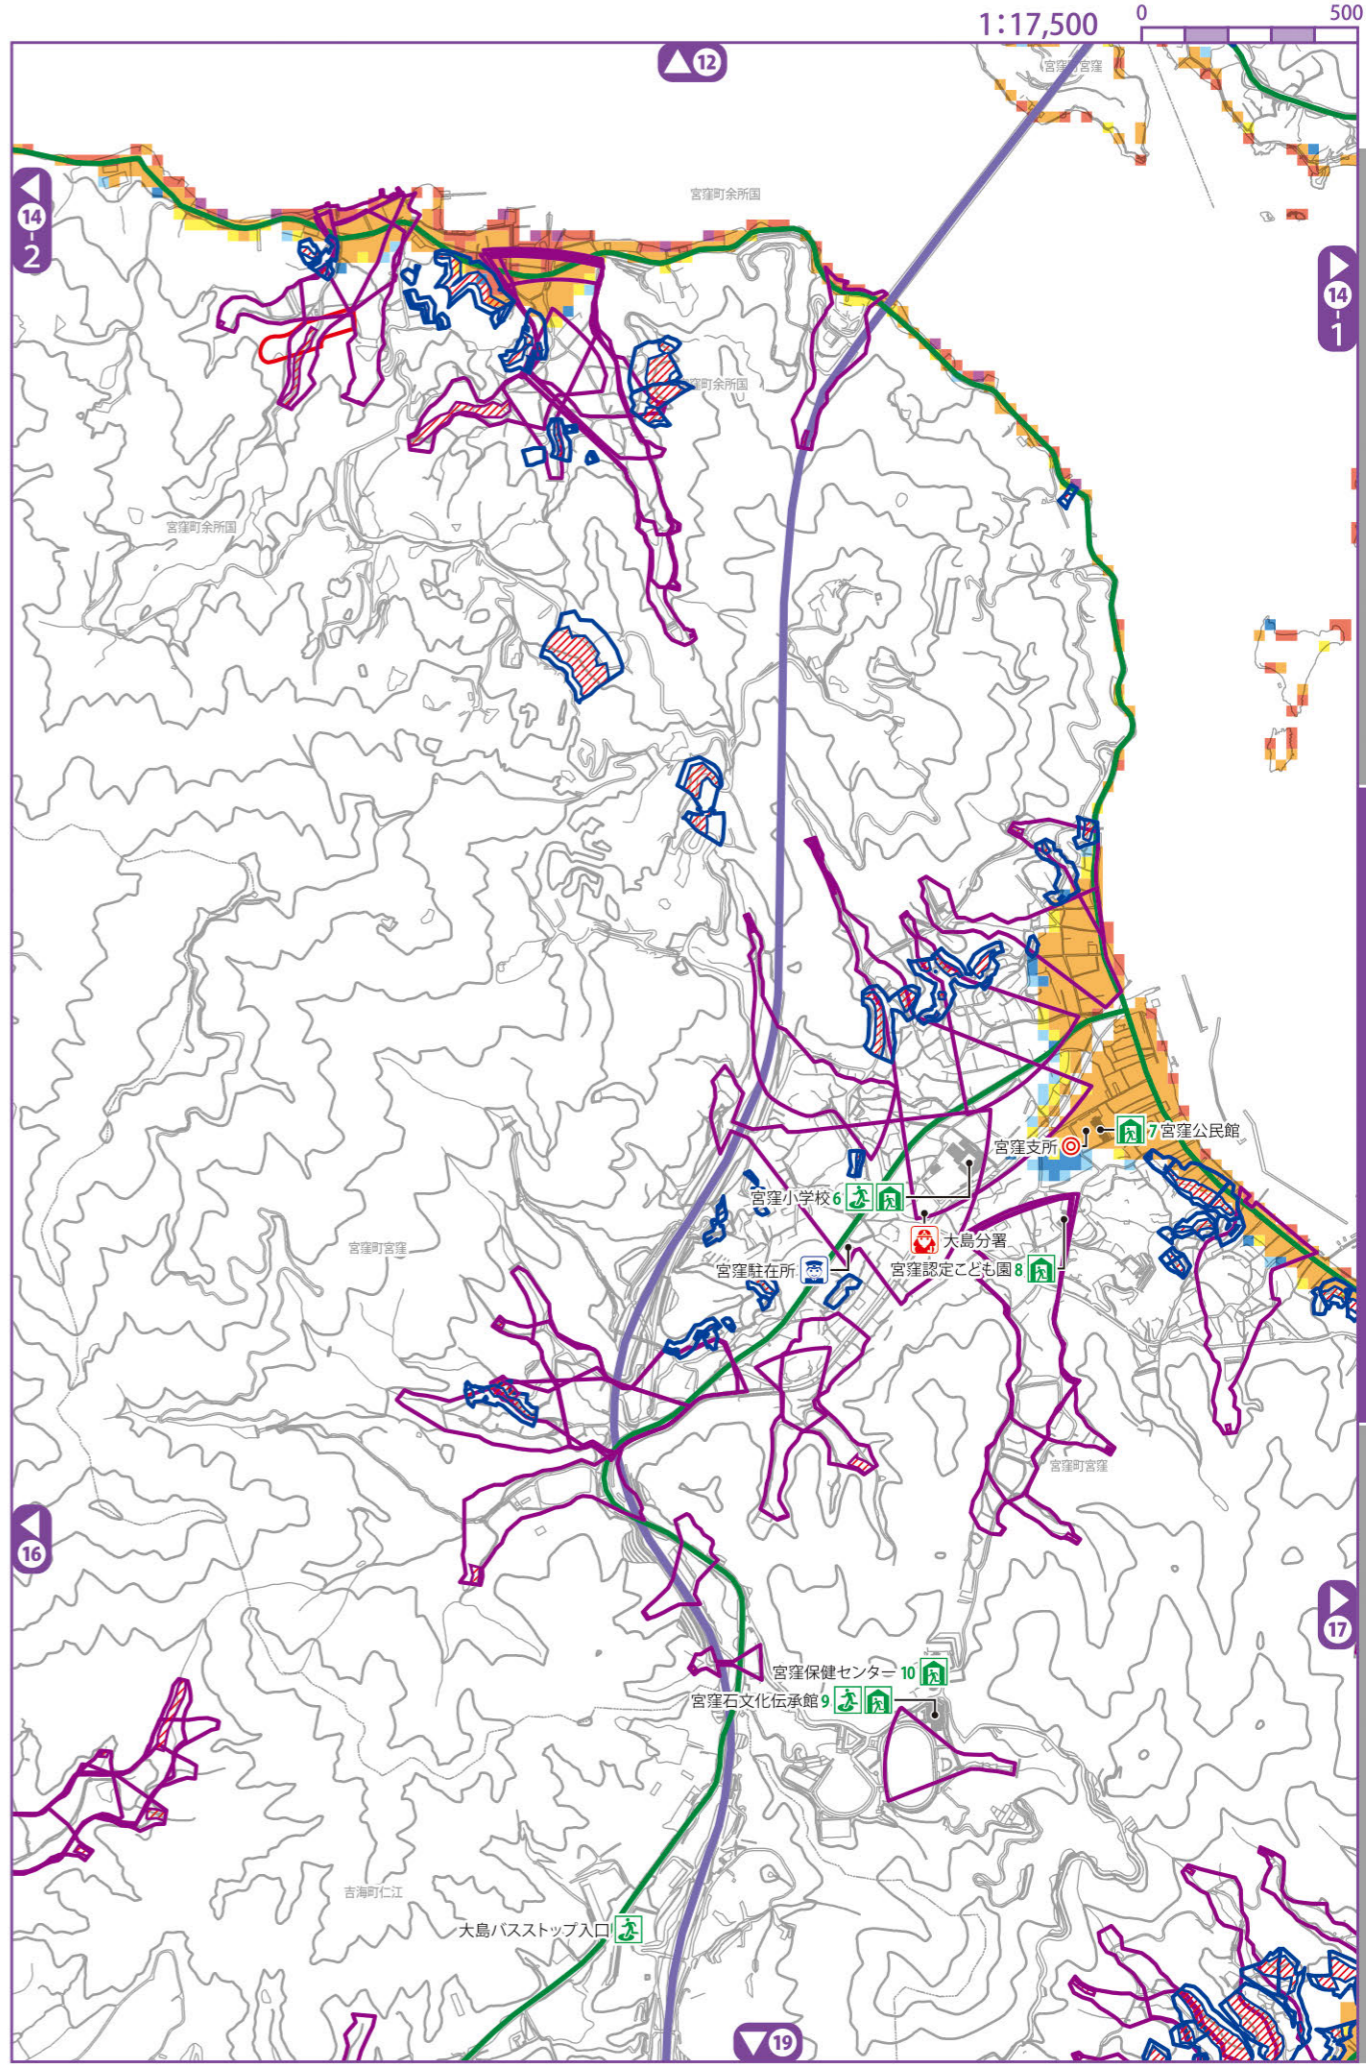 1:17,500
0
500
12
宮窪町宮窪
14-2
宮窪町余所国
14-1
窪町余所国
宮窪町余所国
7 宮窪公民館
宮窪支所
宮窪小学校 6
大島分署
宮窪町宮窪
宮窪駐在所
宮窪認定こども園 8
宮窪町宮窪
16
17
宮窪保健センター 10
宮窪石文化伝承館 9
吉海町仁江
大島バスストップ入口
19